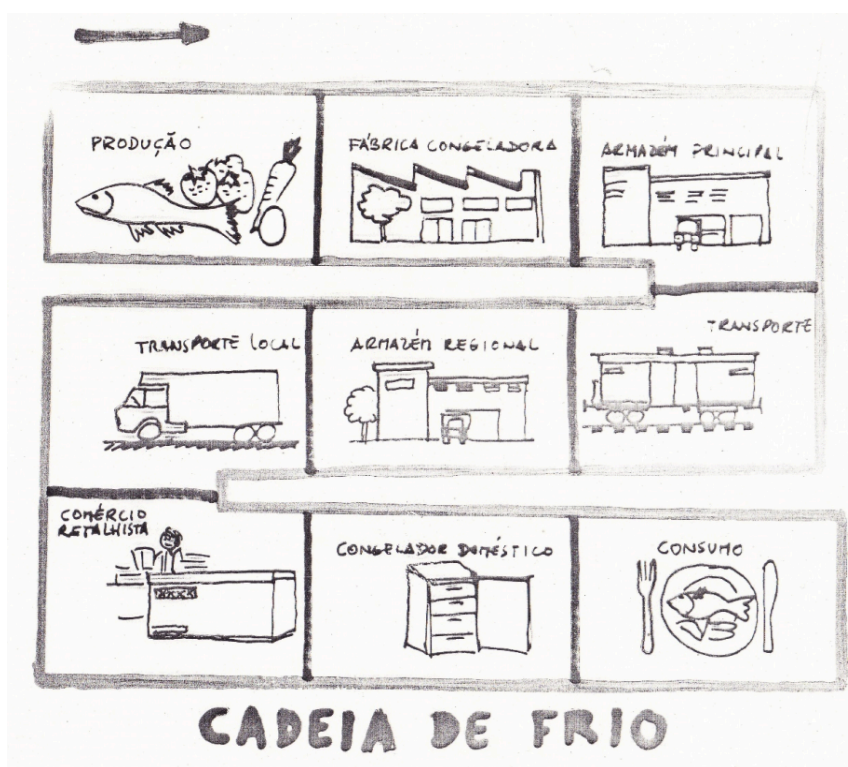 PRODUÇÃO
FÁBRICA CONGELADORA
ARMAZÉM PRINCIPAL
TRANSPORTE
ARMAZÉM REGIONAL
TRANSPORTE LOCAL
COMÉRCIO
RETALHISTA
CONGELADOR DOMÉSTICO
CONSUMO
CADEIA DE FRIO